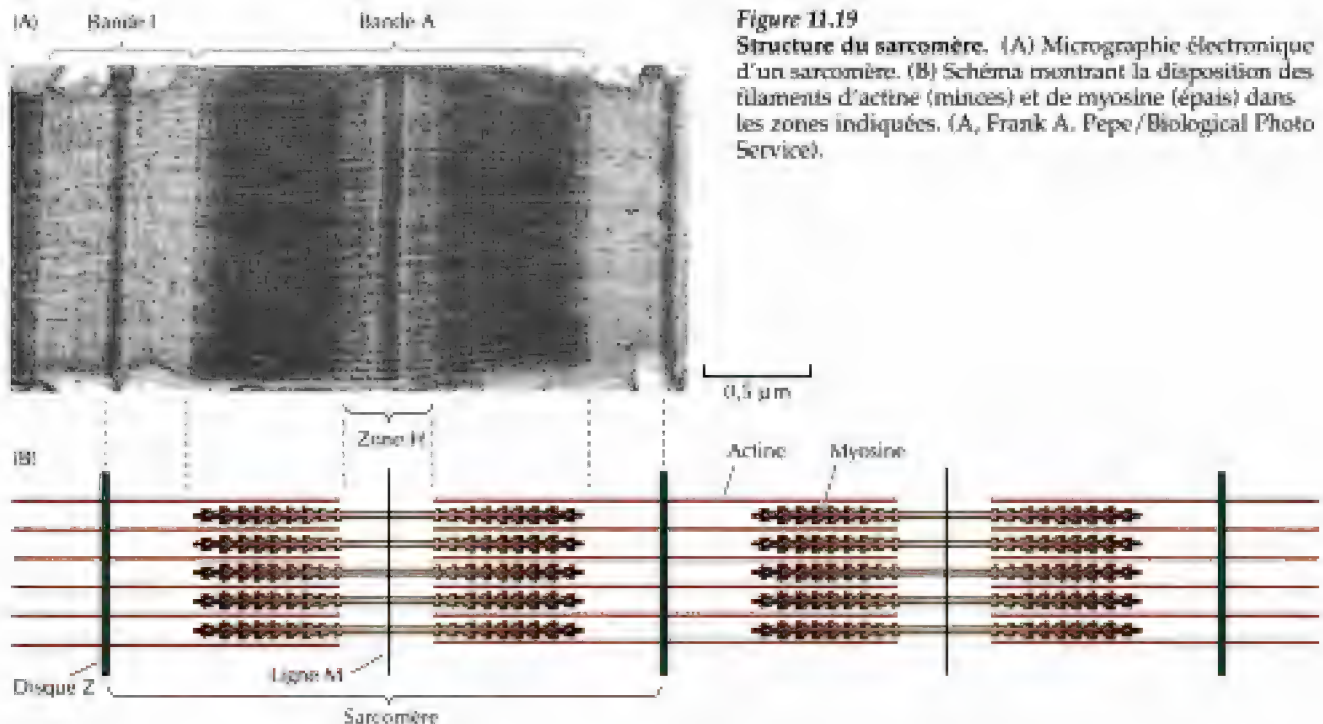 (A)
Bande I
Bande A
Figure 11.19
Structure du sarcomère. (A) Micrographie électronique
d'un sarcomère. (B) Schéma montrant la disposition des
filaments d'actine (minces) et de myosine (épais) dans
les zones indiquées. (A, Frank A. Pepe/Biological Photo
Service).
0,5 µm
Zone H
(B)
Actine
Myosine
Disque Z
Ligne M
Sarcomère